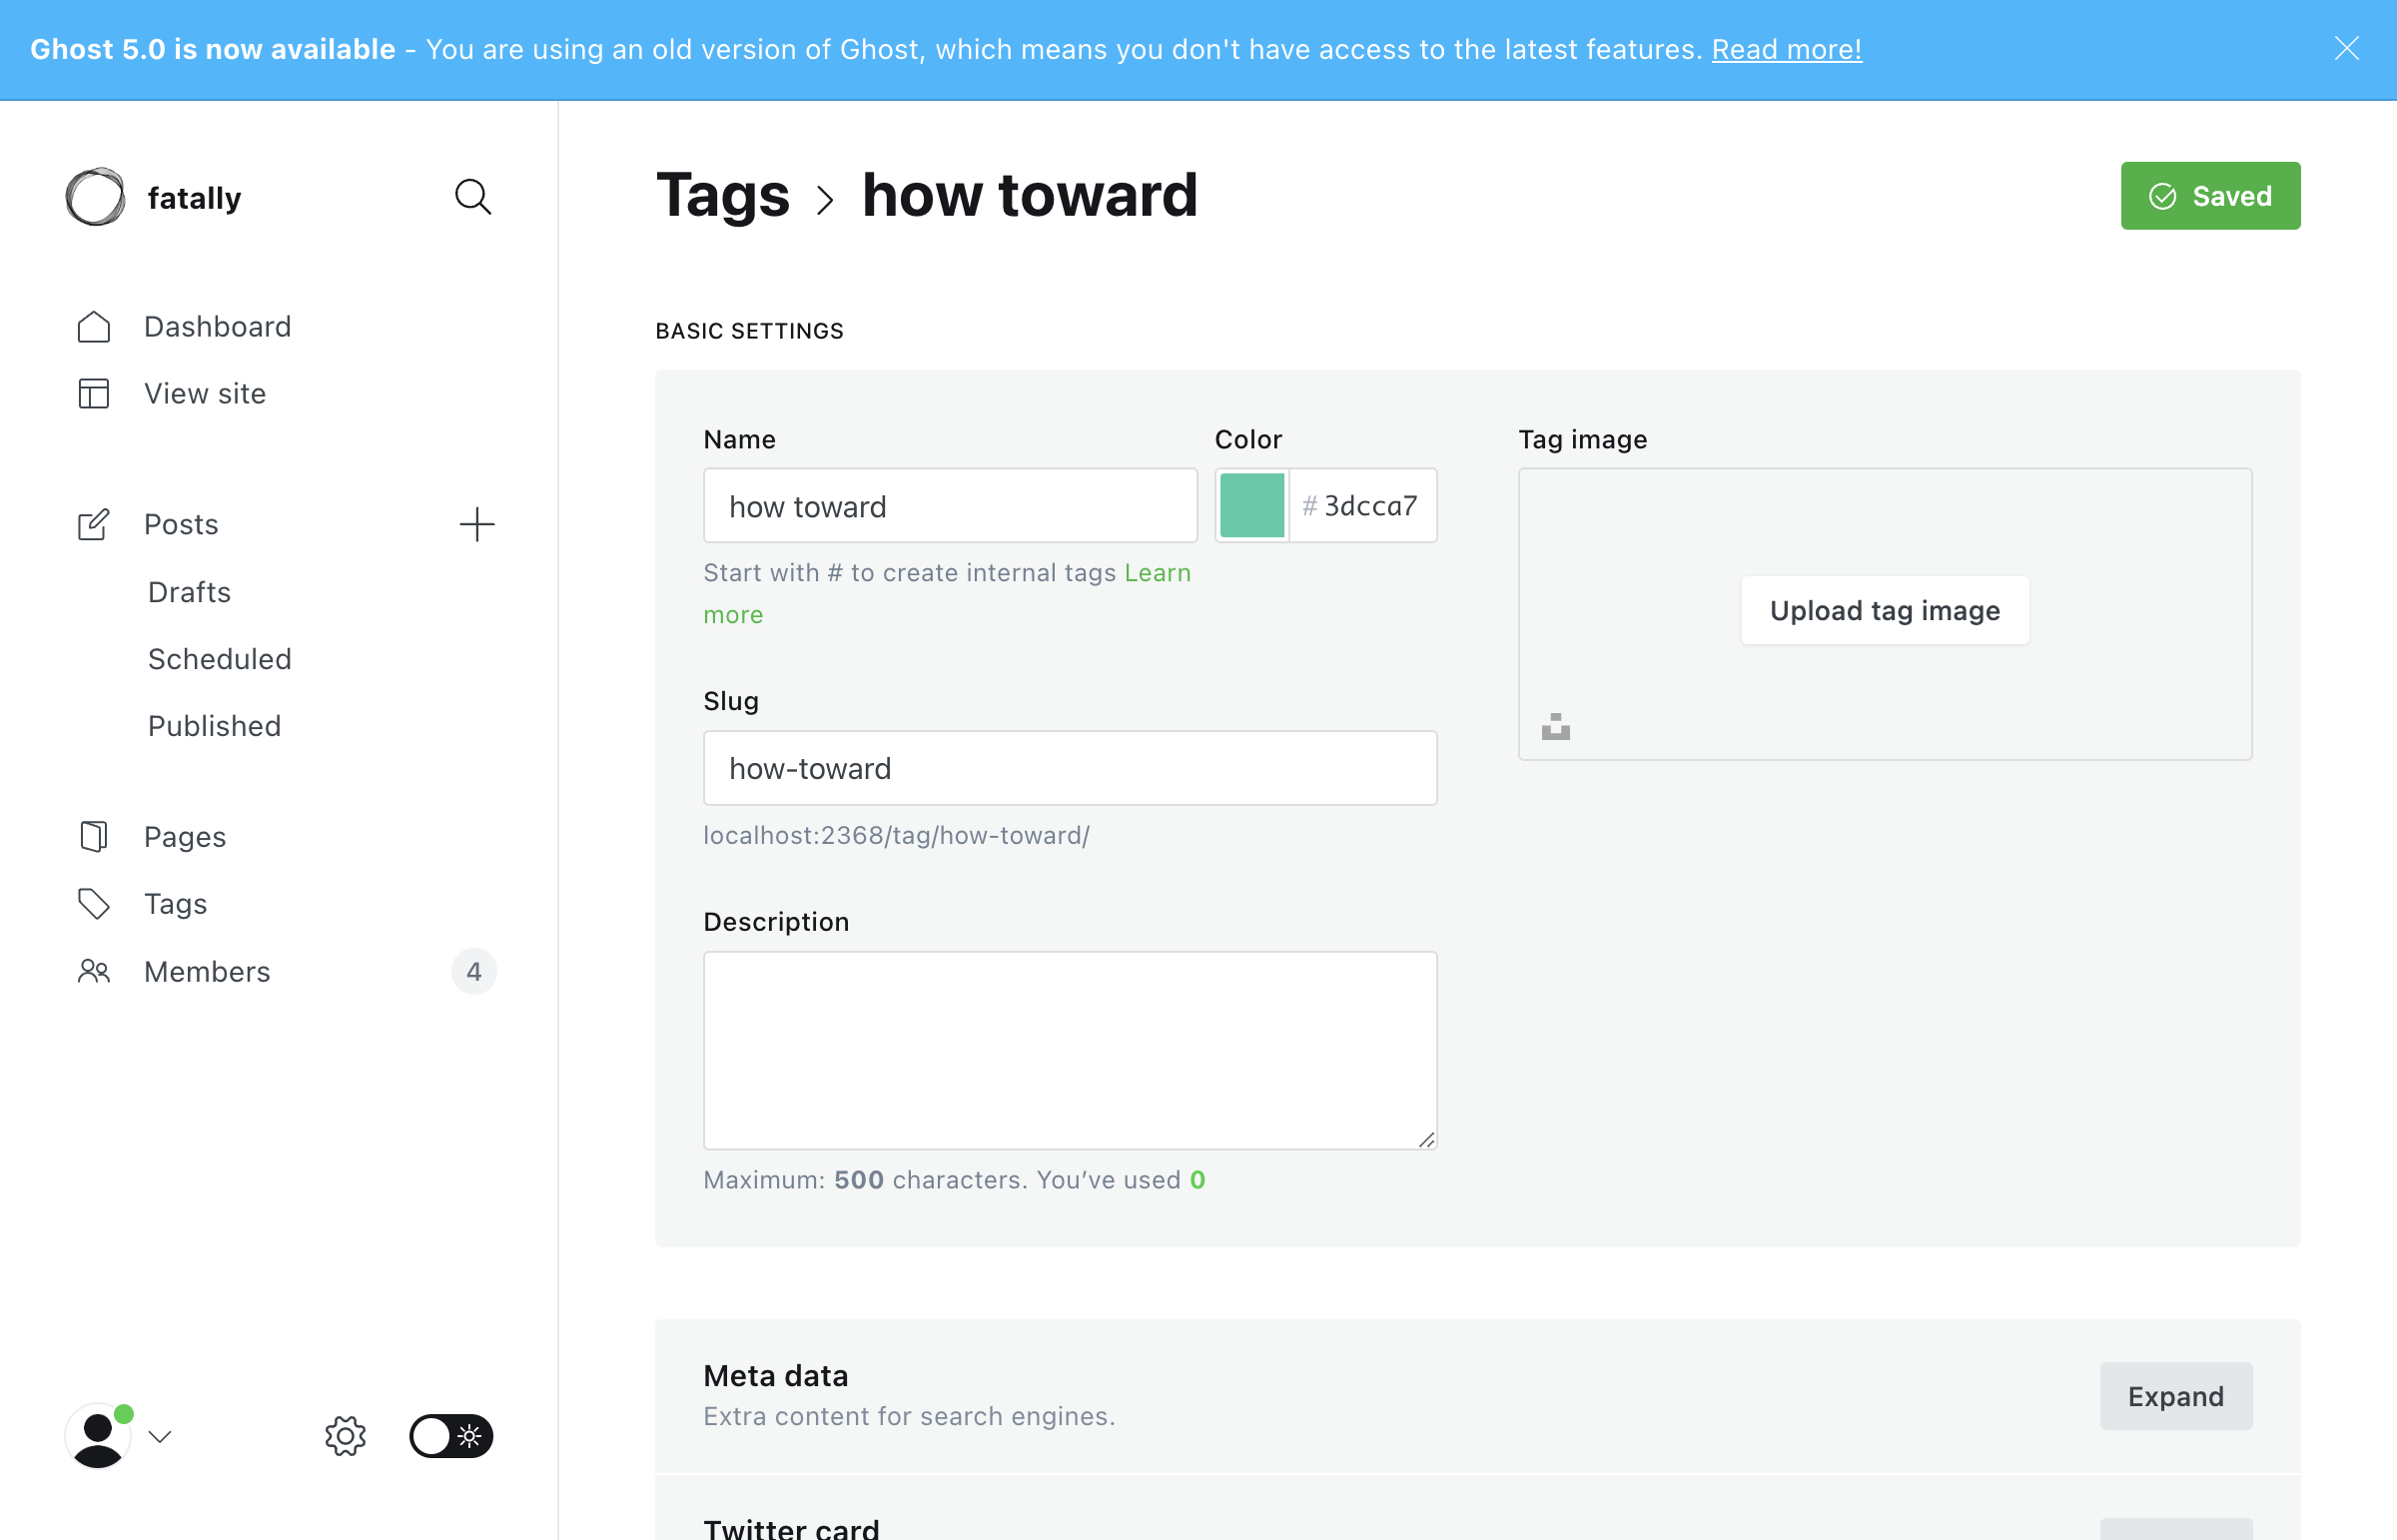 Ghost 5.0 is now available - You are using an old version of Ghost, which means you don't have access to the latest features. Read more!
fatally
Dashboard
View site
Posts
Drafts
Scheduled
Published
Pages
Tags
Members 4
Tags > how toward
Saved
BASIC SETTINGS
Name
how toward
Start with # to create internal tags Learn
more
Color
# 3dcca7
Slug
how-toward
localhost:2368/tag/how-toward/
Description
Maximum: 500 characters. You’ve used 0
Tag image
Upload tag image
Meta data
Extra content for search engines.
Expand
Twitter card